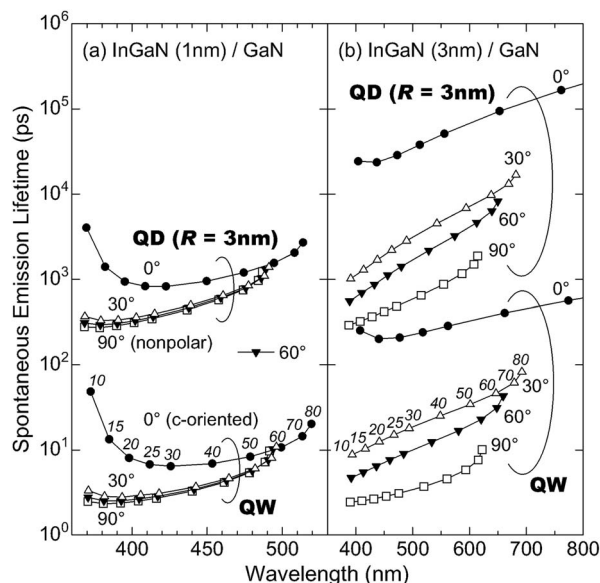 (a) InGaN (1nm) / GaN
(b) InGaN (3nm) / GaN
Spontaneous Emission Lifetime (ps)
10^6
10^5
10^4
10^3
10^2
10^1
10^0
QD (R = 3nm)
0°
30°
90° (nonpolar)
60°
10
15
20
25
30
40
50
60
70
80
0° (c-oriented)
30°
90°
QW
400
450
500
Wavelength (nm)
0°
QD (R = 3nm)
30°
60°
90°
0°
10 15 20 25 30 40 50 60 70 80
30°
60°
90°
QW
400 500 600 700 800
Wavelength (nm)